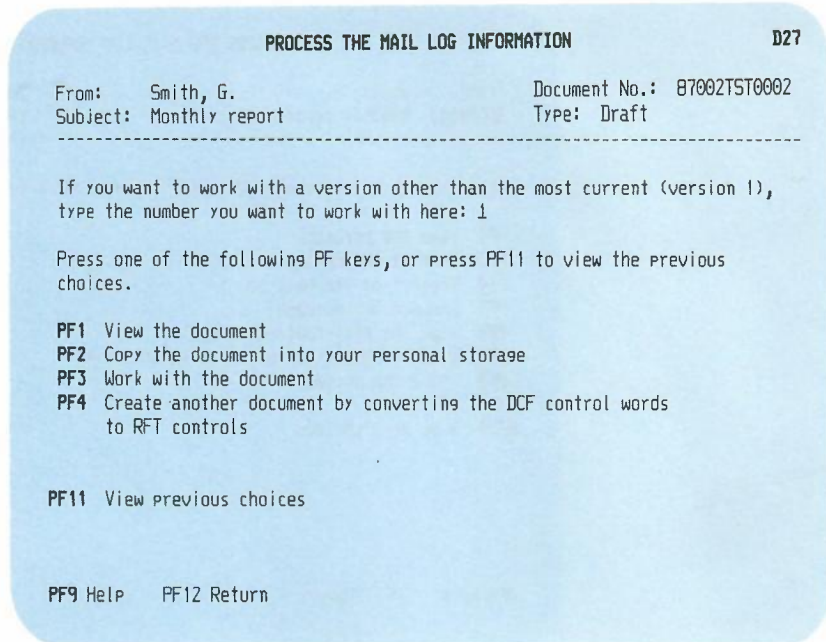 PROCESS THE MAIL LOG INFORMATION D27
From: Smith, G. Document No.: 87002TST0002
Subject: Monthly report Type: Draft
--------------------------------------------------------------------------------
If you want to work with a version other than the most current (version 1),
type the number you want to work with here: 1
Press one of the following PF keys, or press PF11 to view the previous
choices.
PF1 View the document
PF2 Copy the document into your personal storage
PF3 Work with the document
PF4 Create another document by converting the DCF control words
to RFT controls
PF11 View previous choices
PF9 Help PF12 Return